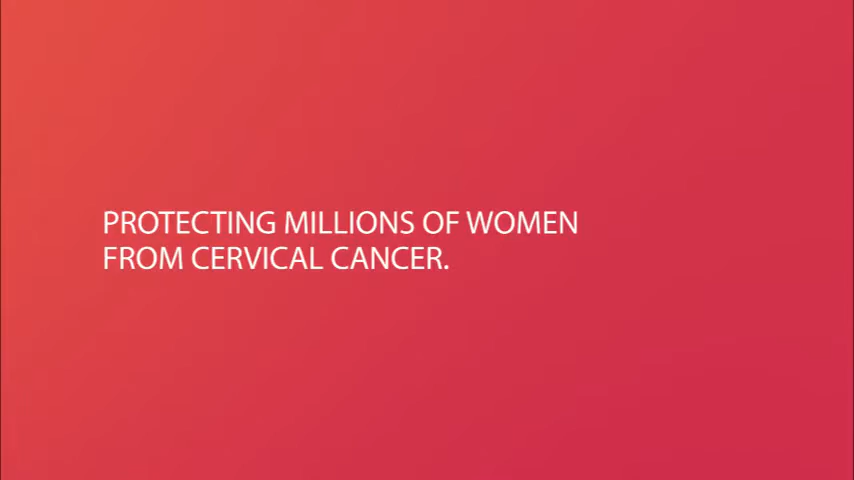 PROTECTING MILLIONS OF WOMEN
FROM CERVICAL CANCER.